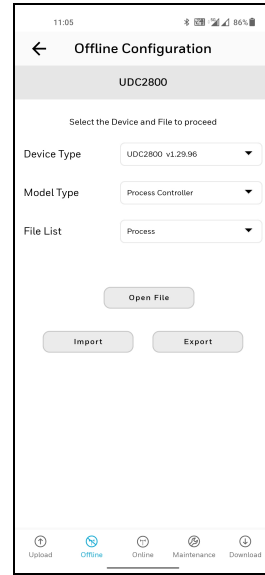 11:05
86%
Offline Configuration
UDC2800
Select the Device and File to proceed
Device Type
UDC2800 v1.29.96
Model Type
Process Controller
File List
Process
Open File
Import Export
Upload Offline Online Maintenance Download